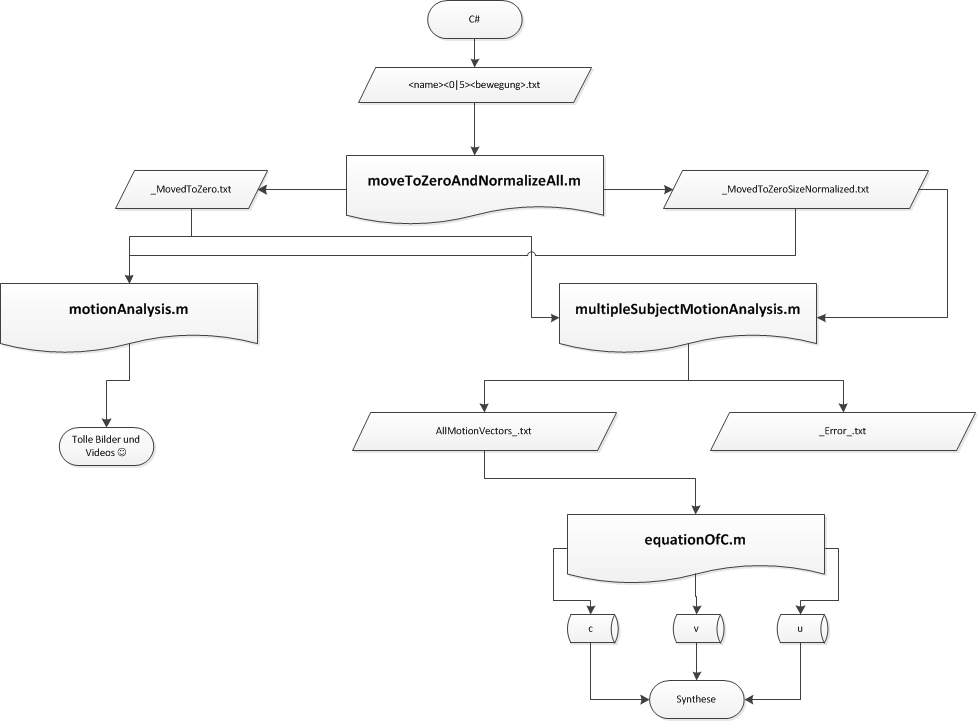 C#
<name><0|5><bewegung>.txt
moveToZeroAndNormalizeAll.m
_MovedToZero.txt
_MovedToZeroSizeNormalized.txt
motionAnalysis.m
multipleSubjectMotionAnalysis.m
Tolle Bilder und
Videos ☺
AllMotionVectors_.txt
_Error_.txt
equationOfC.m
c
v
u
Synthese